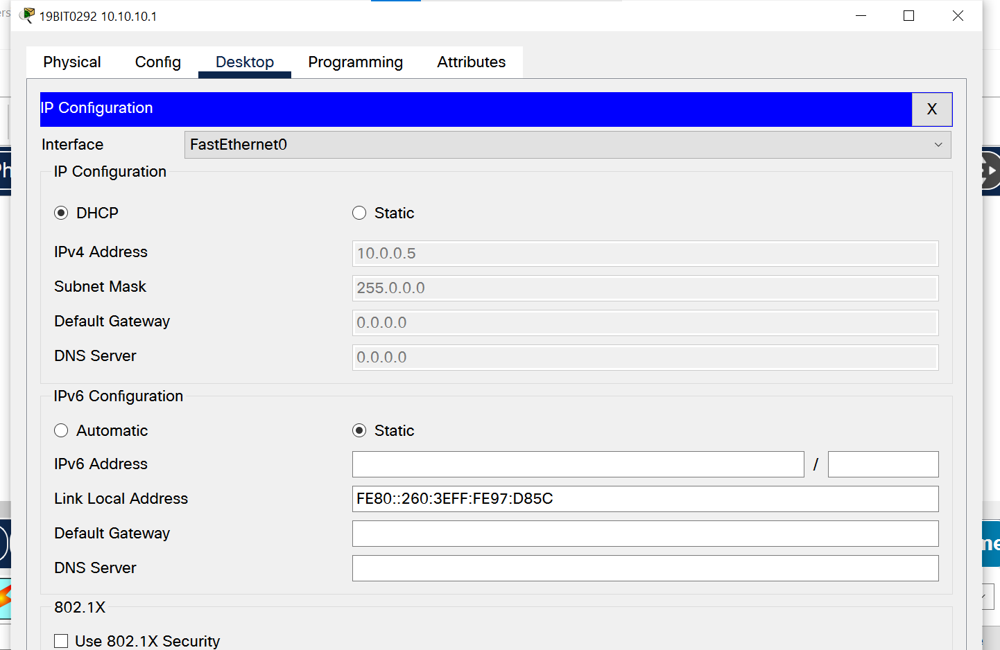 19BIT0292 10.10.10.1
Physical Config Desktop Programming Attributes
IP Configuration X
Interface FastEthernet0
IP Configuration
DHCP Static
IPv4 Address 10.0.0.5
Subnet Mask 255.0.0.0
Default Gateway 0.0.0.0
DNS Server 0.0.0.0
IPv6 Configuration
Automatic Static
IPv6 Address /
Link Local Address FE80::260:3EFF:FE97:D85C
Default Gateway
DNS Server
802.1X
Use 802.1X Security